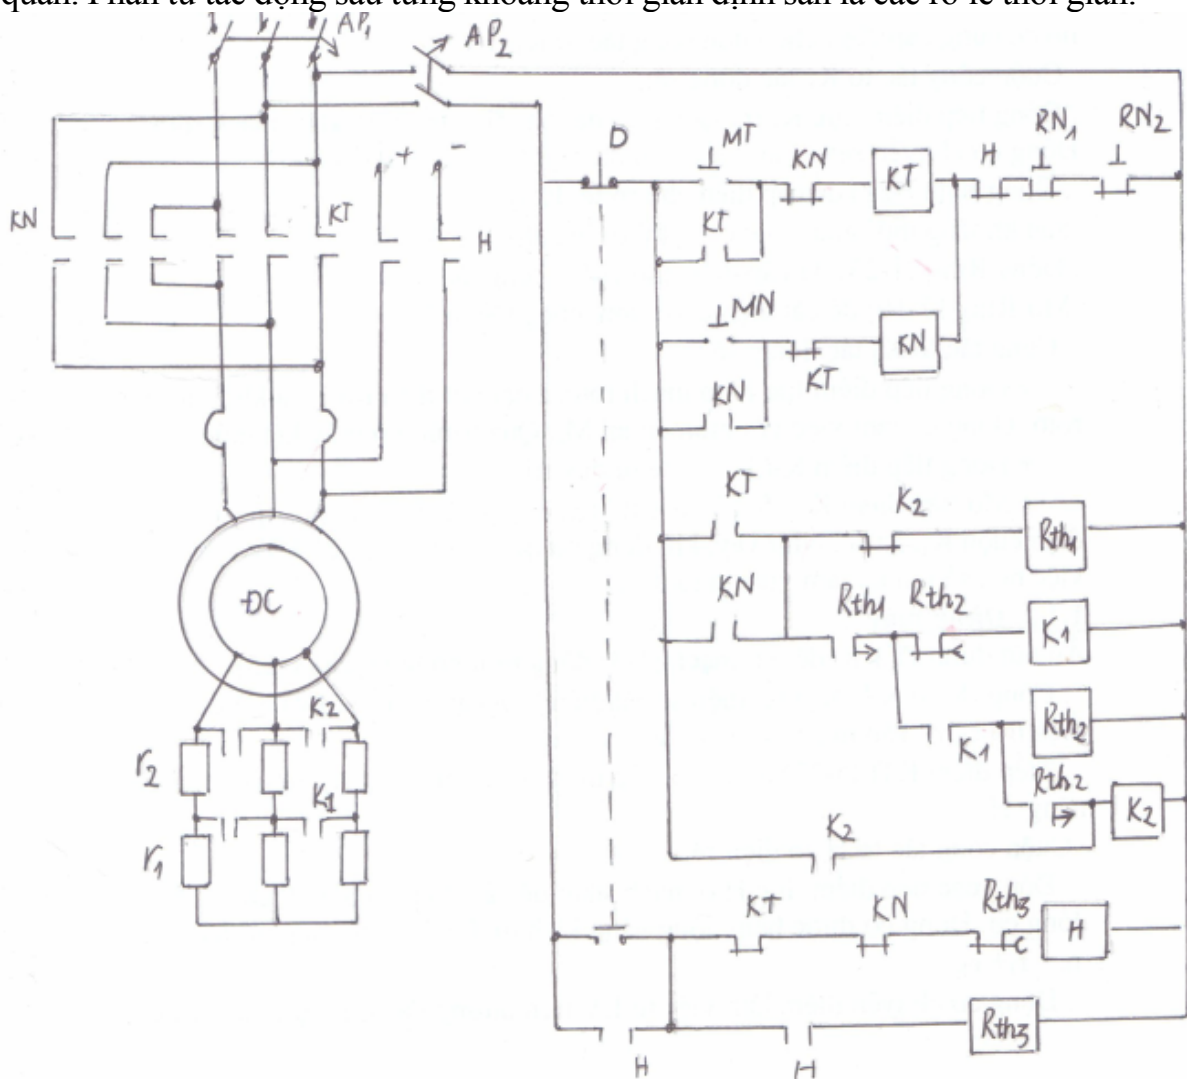 quan. Phần tử tác động sau từng khoảng thời gian định sẵn là các rơ le thời gian.
AP1
AP2
D
MT
KN
KT
H
RN1
RN2
KN
KT
+
-
H
KT
MN
KN
KT
KN
KT
K2
Rth1
KN
Rth1
Rth2
K1
ĐC
K1
Rth2
K2
Rth2
K2
r2
K1
K2
r1
KT
KN
Rth3
H
H
H
Rth3